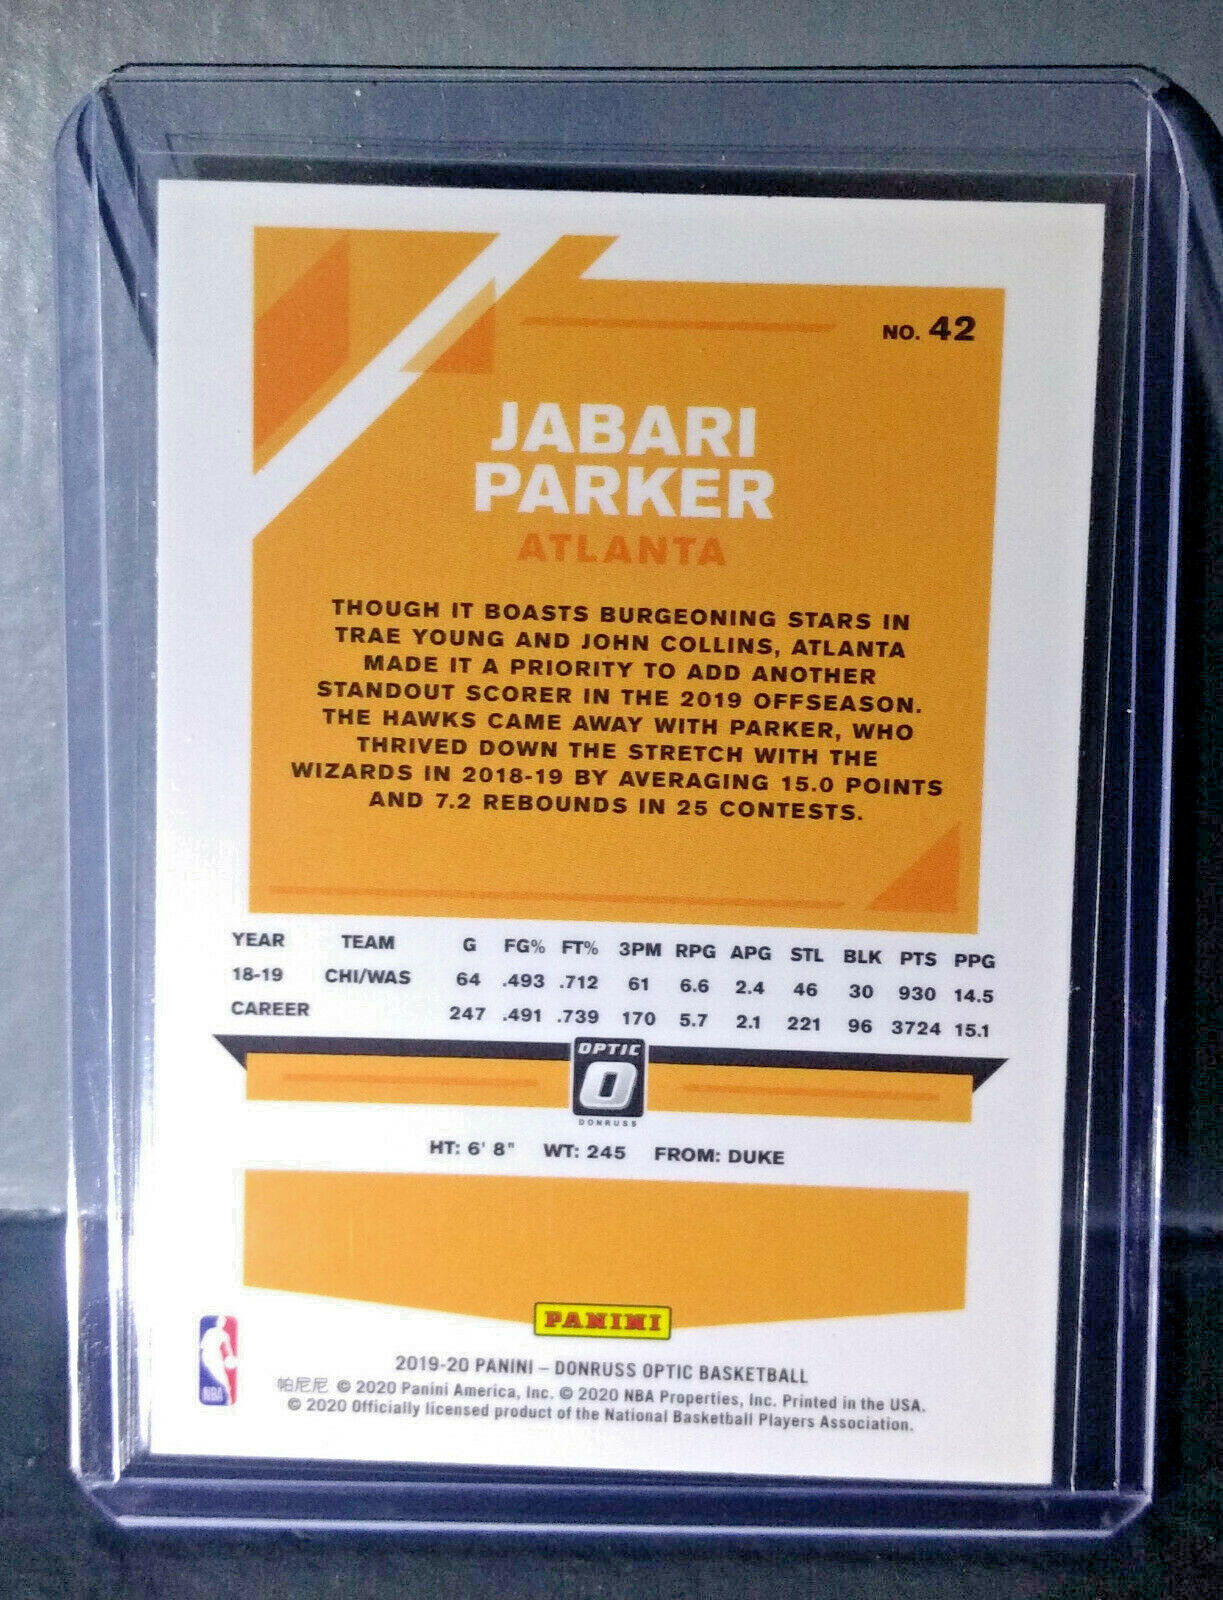 NO. 42
JABARI
PARKER
ATLANTA
THOUGH IT BOASTS BURGEONING STARS IN
TRAE YOUNG AND JOHN COLLINS, ATLANTA
MADE IT A PRIORITY TO ADD ANOTHER
STANDOUT SCORER IN THE 2019 OFFSEASON.
THE HAWKS CAME AWAY WITH PARKER, WHO
THRIVED DOWN THE STRETCH WITH THE
WIZARDS IN 2018-19 BY AVERAGING 15.0 POINTS
AND 7.2 REBOUNDS IN 25 CONTESTS.
YEAR TEAM G FG% FT% 3PM RPG APG STL BLK PTS PPG
18-19 CHI/WAS 64 .493 .712 61 6.6 2.4 46 30 930 14.5
CAREER 247 .491 .739 170 5.7 2.1 221 96 3724 15.1
OPTIC
O
DONRUSS
HT: 6' 8" WT: 245 FROM: DUKE
PANINI
NBA
2019-20 PANINI – DONRUSS OPTIC BASKETBALL
帕尼尼 © 2020 Panini America, Inc. © 2020 NBA Properties, Inc. Printed in the USA.
© 2020 Officially licensed product of the National Basketball Players Association.